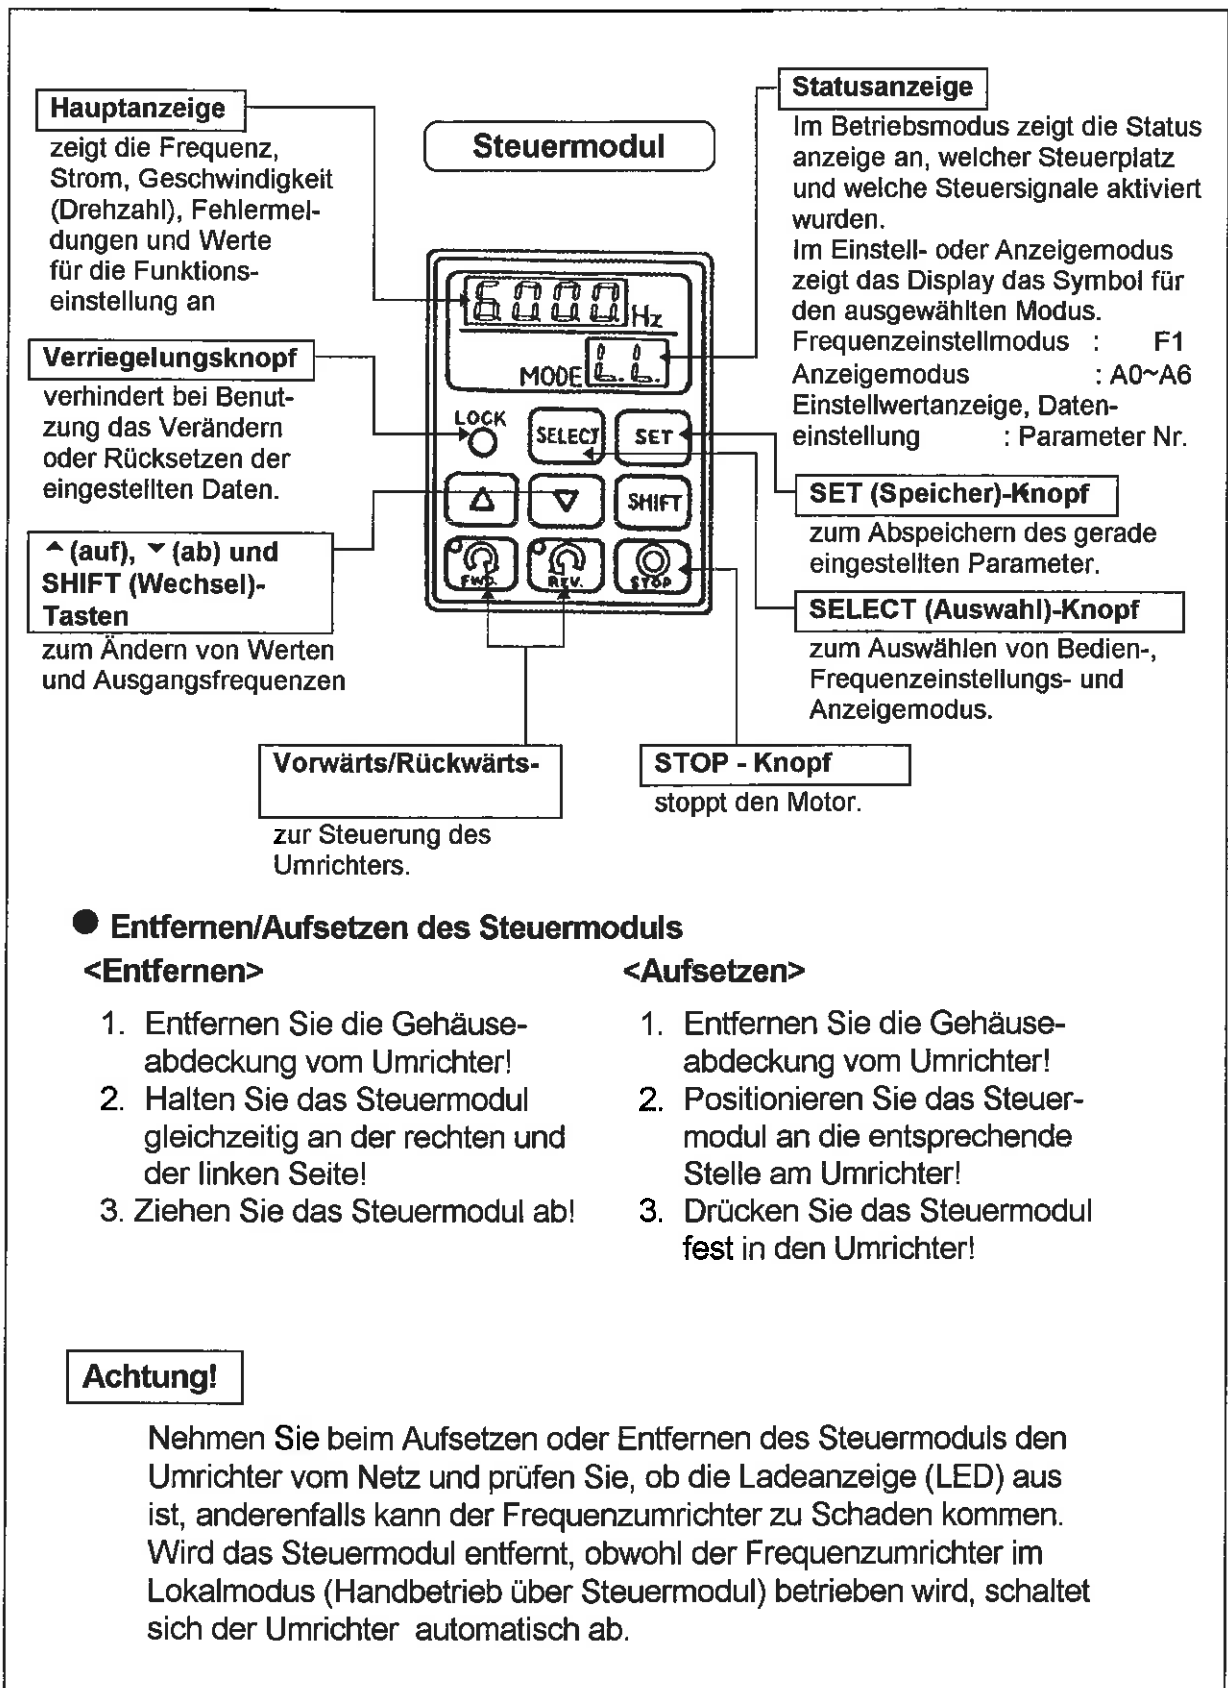 Hauptanzeige
zeigt die Frequenz,
Strom, Geschwindigkeit
(Drehzahl), Fehlermel-
dungen und Werte
für die Funktions-
einstellung an
Verriegelungsknopf
verhindert bei Benut-
zung das Verändern
oder Rücksetzen der
eingestellten Daten.
^ (auf), ˅ (ab) und
SHIFT (Wechsel)-
Tasten
zum Ändern von Werten
und Ausgangsfrequenzen
Steuermodul
6000 Hz
MODE L.L.
LOCK
SELECT SET
△ ▽ SHIFT
FWD. REV. STOP
Statusanzeige
Im Betriebsmodus zeigt die Status
anzeige an, welcher Steuerplatz
und welche Steuersignale aktiviert
wurden.
Im Einstell- oder Anzeigemodus
zeigt das Display das Symbol für
den ausgewählten Modus.
Frequenzeinstellmodus : F1
Anzeigemodus : A0~A6
Einstellwertanzeige, Daten-
einstellung : Parameter Nr.
SET (Speicher)-Knopf
zum Abspeichern des gerade
eingestellten Parameter.
SELECT (Auswahl)-Knopf
zum Auswählen von Bedien-,
Frequenzeinstellungs- und
Anzeigemodus.
Vorwärts/Rückwärts-
zur Steuerung des
Umrichters.
STOP - Knopf
stoppt den Motor.
● Entfernen/Aufsetzen des Steuermoduls
<Entfernen>
1. Entfernen Sie die Gehäuse-
abdeckung vom Umrichter!
2. Halten Sie das Steuermodul
gleichzeitig an der rechten und
der linken Seite!
3. Ziehen Sie das Steuermodul ab!
<Aufsetzen>
1. Entfernen Sie die Gehäuse-
abdeckung vom Umrichter!
2. Positionieren Sie das Steuer-
modul an die entsprechende
Stelle am Umrichter!
3. Drücken Sie das Steuermodul
fest in den Umrichter!
Achtung!
Nehmen Sie beim Aufsetzen oder Entfernen des Steuermoduls den
Umrichter vom Netz und prüfen Sie, ob die Ladeanzeige (LED) aus
ist, anderenfalls kann der Frequenzumrichter zu Schaden kommen.
Wird das Steuermodul entfernt, obwohl der Frequenzumrichter im
Lokalmodus (Handbetrieb über Steuermodul) betrieben wird, schaltet
sich der Umrichter automatisch ab.